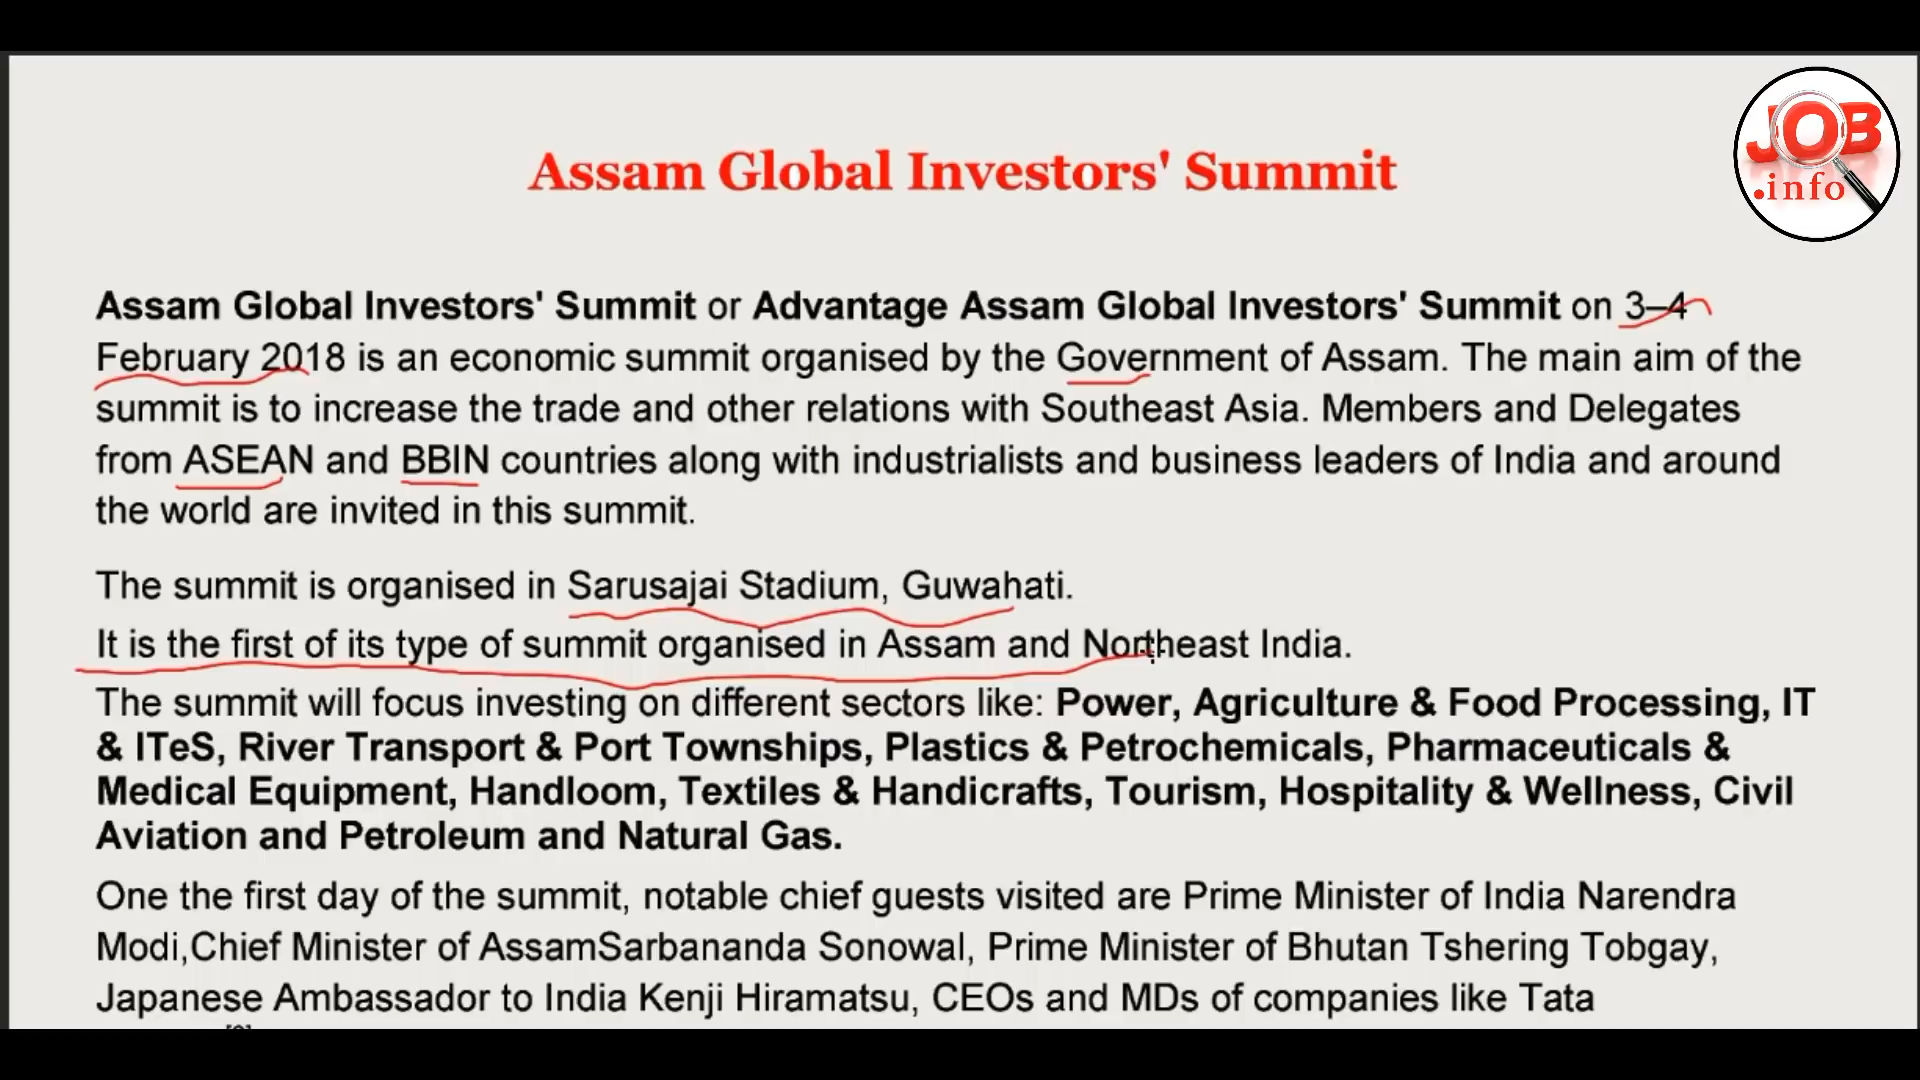 Assam Global Investors' Summit
JOB
.info
Assam Global Investors' Summit or Advantage Assam Global Investors' Summit on 3–4
February 2018 is an economic summit organised by the Government of Assam. The main aim of the
summit is to increase the trade and other relations with Southeast Asia. Members and Delegates
from ASEAN and BBIN countries along with industrialists and business leaders of India and around
the world are invited in this summit.
The summit is organised in Sarusajai Stadium, Guwahati.
It is the first of its type of summit organised in Assam and Northeast India.
The summit will focus investing on different sectors like: Power, Agriculture & Food Processing, IT
& ITeS, River Transport & Port Townships, Plastics & Petrochemicals, Pharmaceuticals &
Medical Equipment, Handloom, Textiles & Handicrafts, Tourism, Hospitality & Wellness, Civil
Aviation and Petroleum and Natural Gas.
One the first day of the summit, notable chief guests visited are Prime Minister of India Narendra
Modi,Chief Minister of AssamSarbananda Sonowal, Prime Minister of Bhutan Tshering Tobgay,
Japanese Ambassador to India Kenji Hiramatsu, CEOs and MDs of companies like Tata